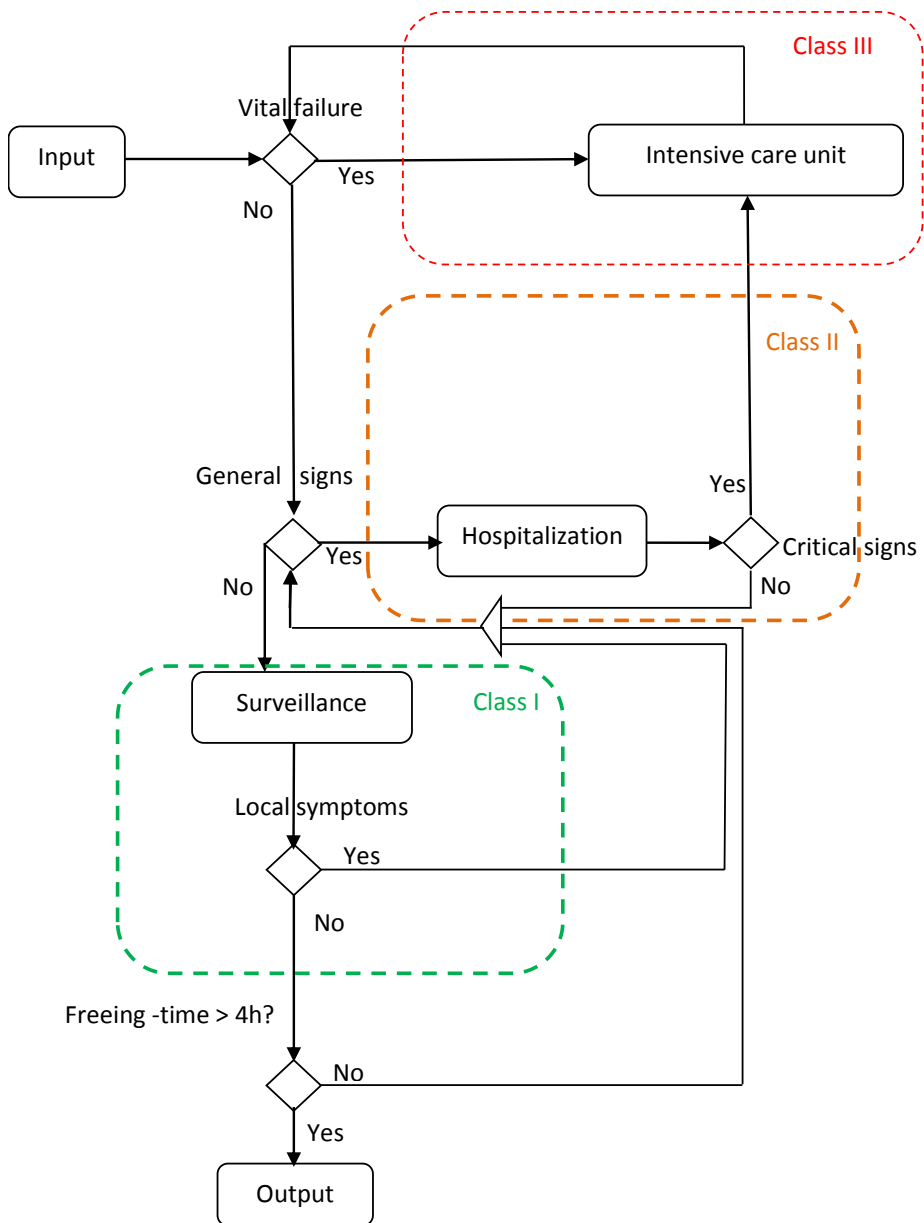 Class III
Vital failure
Input
Intensive care unit
Yes
No
Class II
General signs
Yes
Hospitalization
Critical signs
Yes
No
No
Surveillance
Class I
Local symptoms
Yes
No
Freeing -time > 4h?
No
Yes
Output